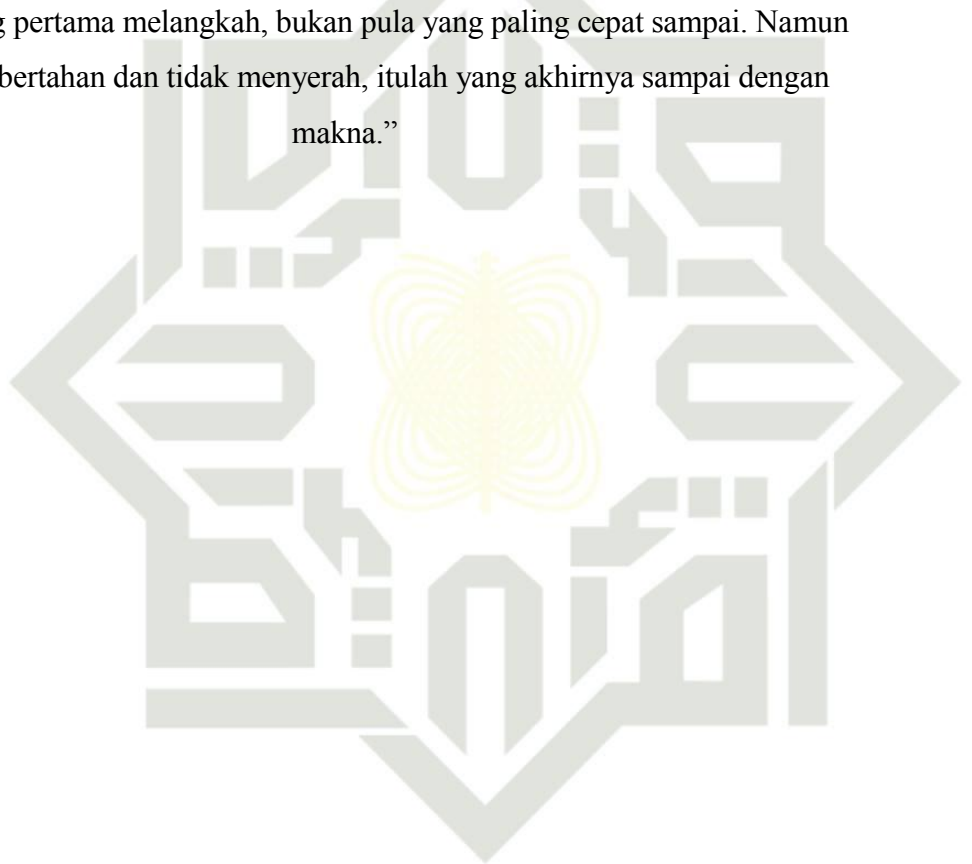 pertama melangkah, bukan pula yang paling cepat sampai. Namun
bertahan dan tidak menyerah, itulah yang akhirnya sampai dengan
makna.”